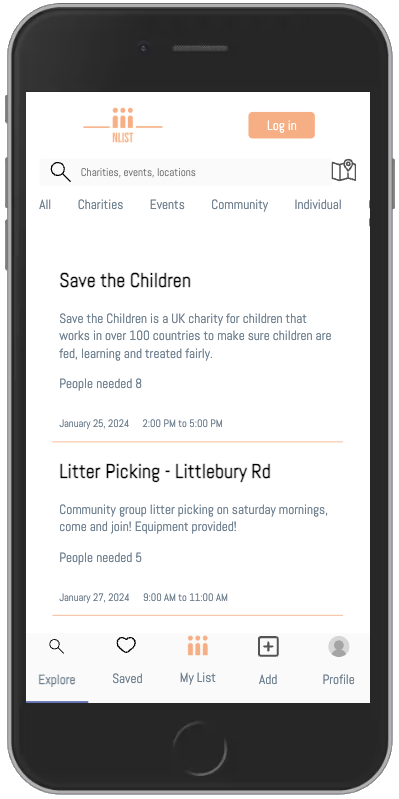 NLIST
Log in
Charities, events, locations
All Charities Events Community Individual
Save the Children
Save the Children is a UK charity for children that
works in over 100 countries to make sure children are
fed, learning and treated fairly.
People needed 8
January 25, 2024 2:00 PM to 5:00 PM
Litter Picking - Littlebury Rd
Community group litter picking on saturday mornings,
come and join! Equipment provided!
People needed 5
January 27, 2024 9:00 AM to 11:00 AM
Explore Saved My List Add Profile